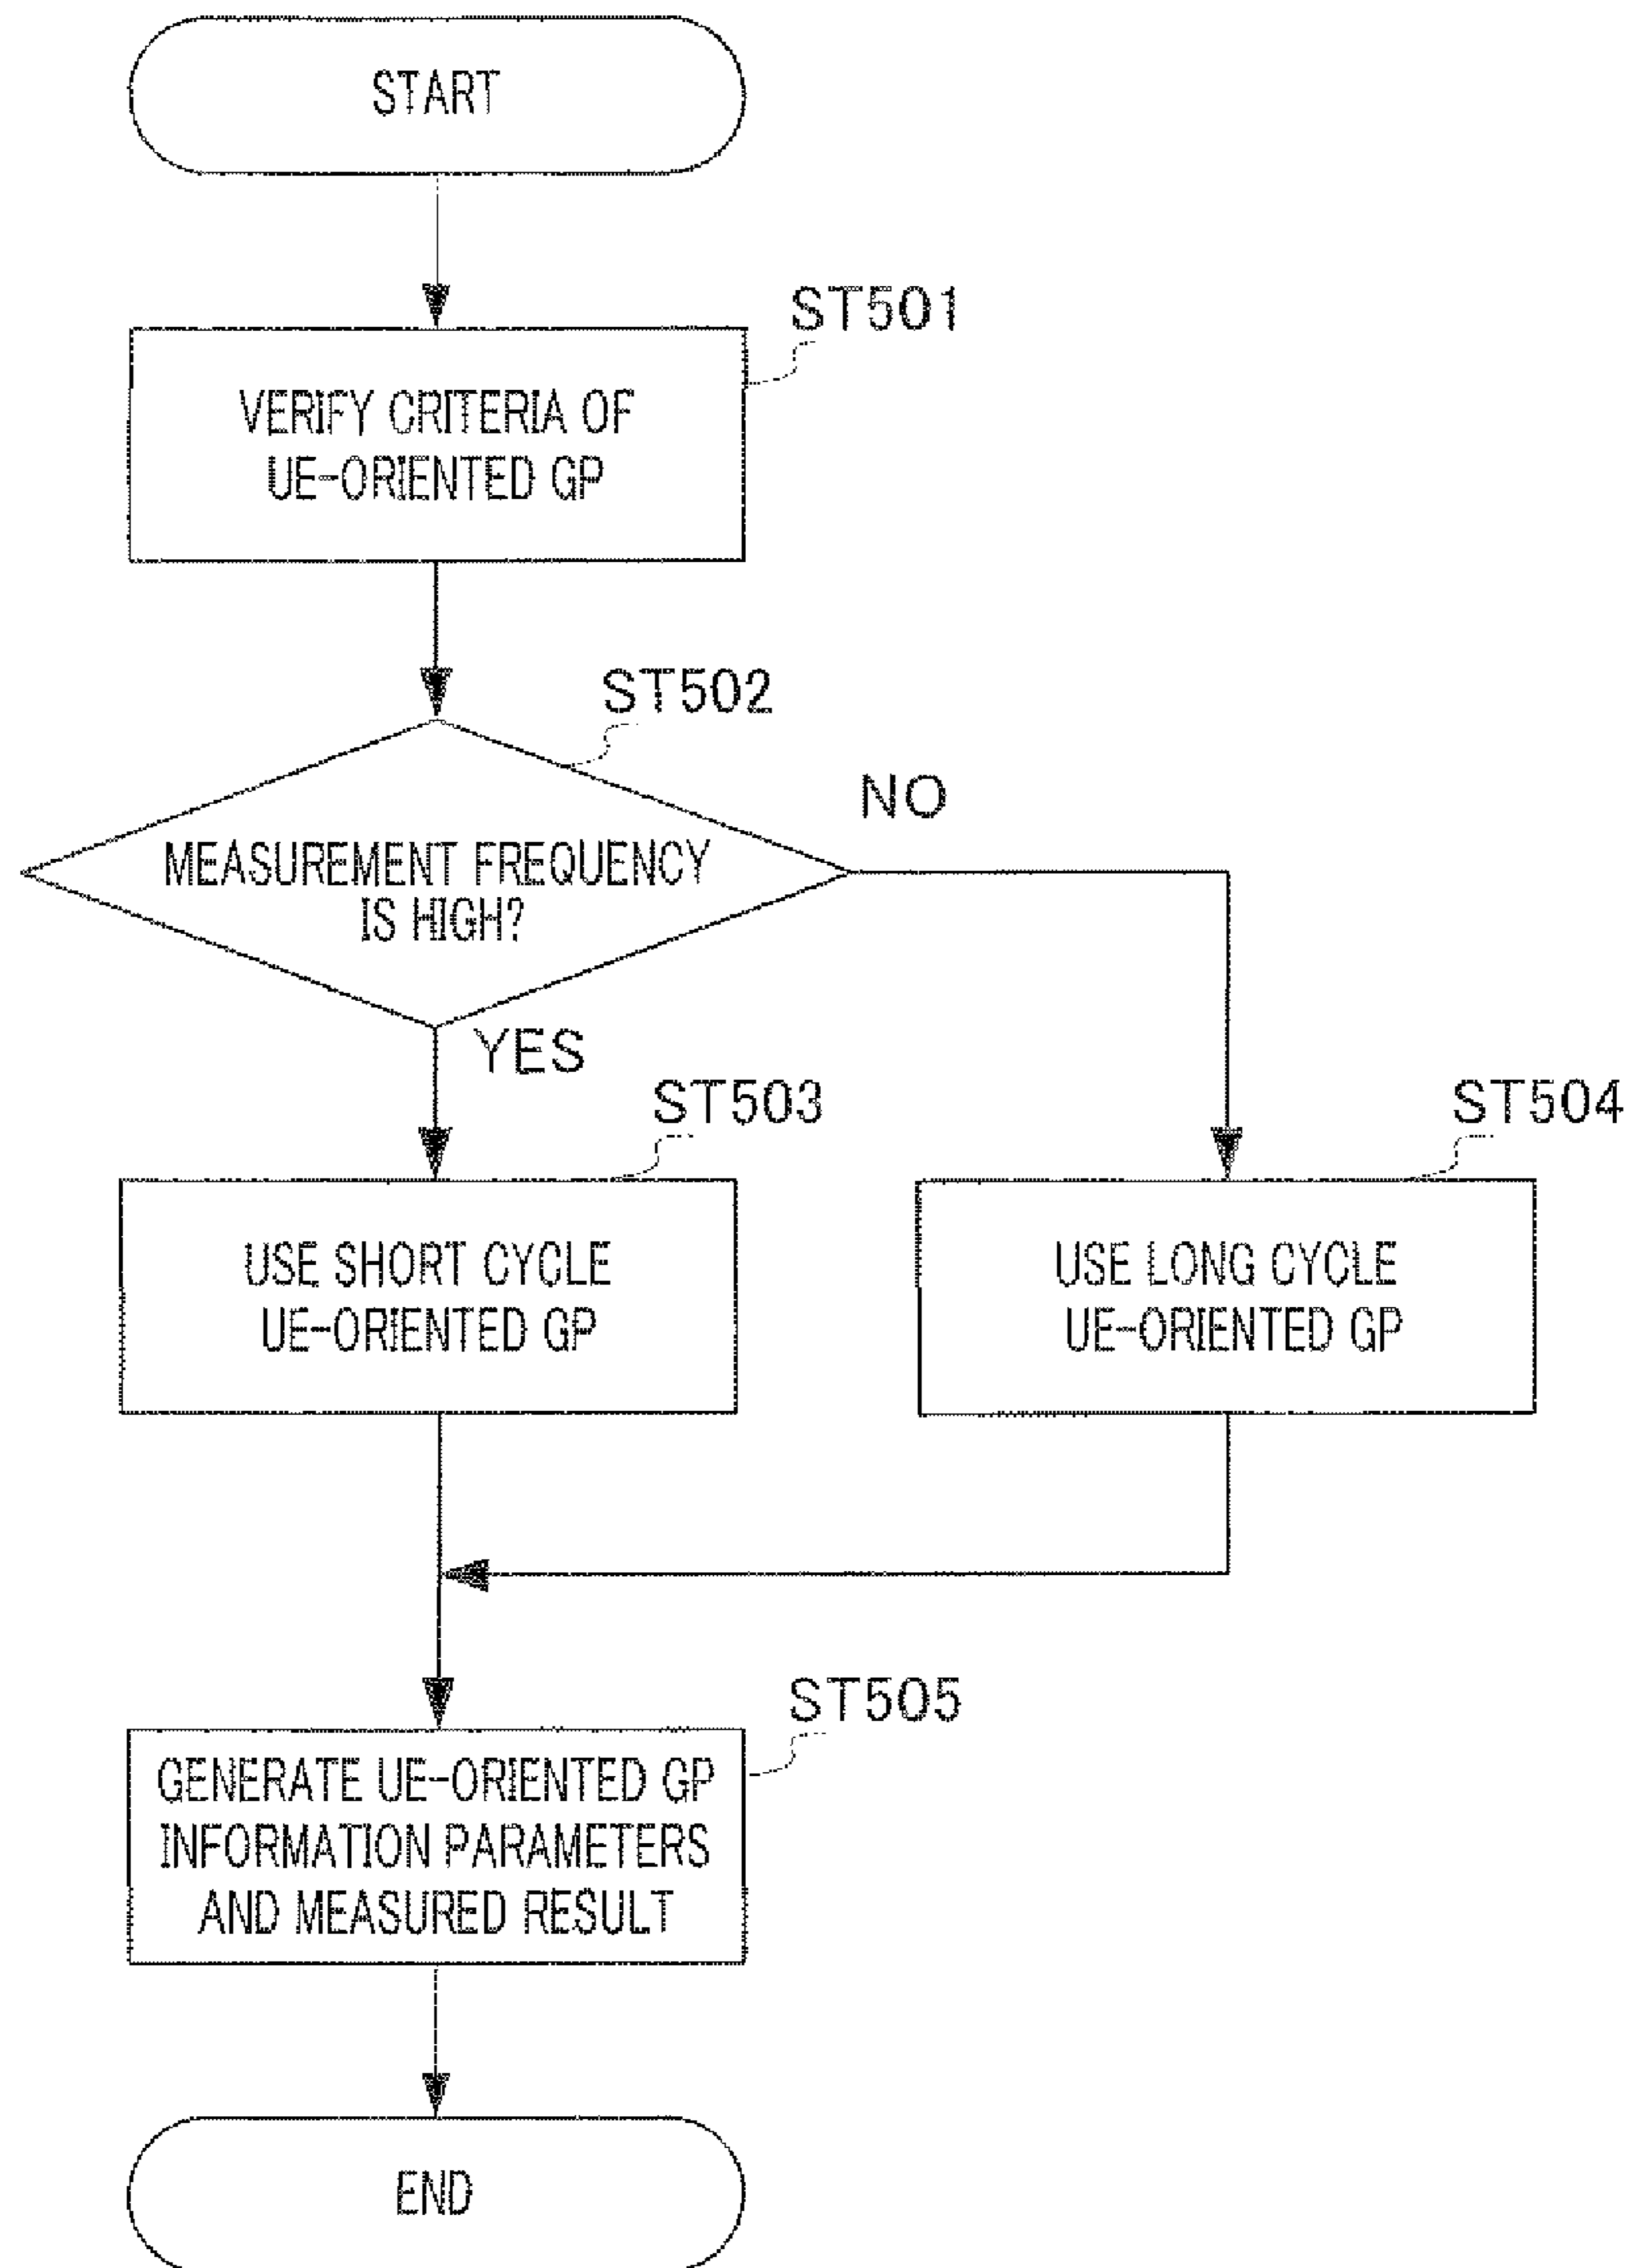 START
ST501
VERIFY CRITERIA OF
UE-ORIENTED GP
ST502
NO
MEASUREMENT FREQUENCY
IS HIGH?
YES
ST503
ST504
USE SHORT CYCLE
UE-ORIENTED GP
USE LONG CYCLE
UE-ORIENTED GP
ST505
GENERATE UE-ORIENTED GP
INFORMATION PARAMETERS
AND MEASURED RESULT
END